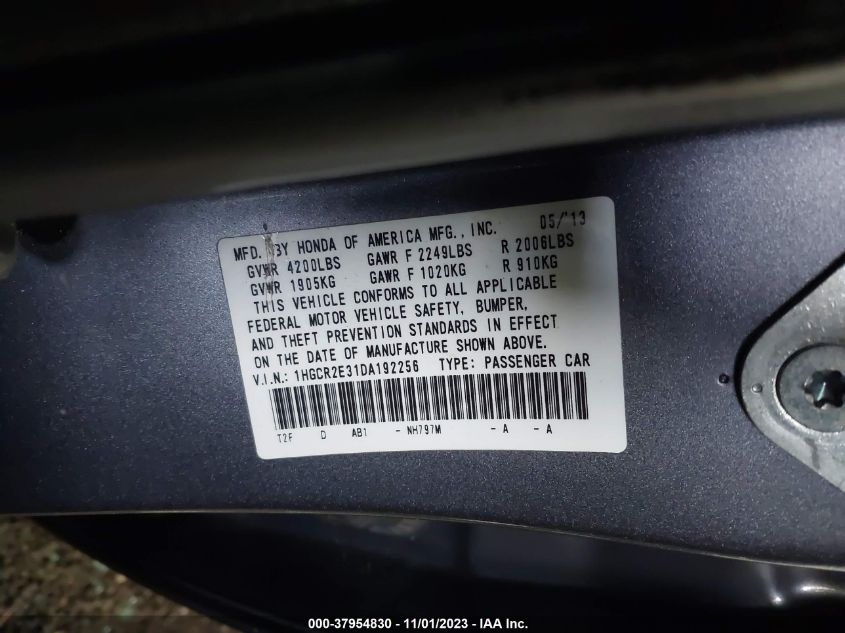 MFD. BY HONDA OF AMERICA MFG., INC. 05/'13
GVWR 4200LBS GAWR F 2249LBS R 2006LBS
GVWR 1905KG GAWR F 1020KG R 910KG
THIS VEHICLE CONFORMS TO ALL APPLICABLE
FEDERAL MOTOR VEHICLE SAFETY, BUMPER,
AND THEFT PREVENTION STANDARDS IN EFFECT
ON THE DATE OF MANUFACTURE SHOWN ABOVE.
V.I.N.: 1HGCR2E31DA192256 TYPE: PASSENGER CAR
T2F D AB1 - NH797M - A - A
000-37954830 - 11/01/2023 - IAA Inc.